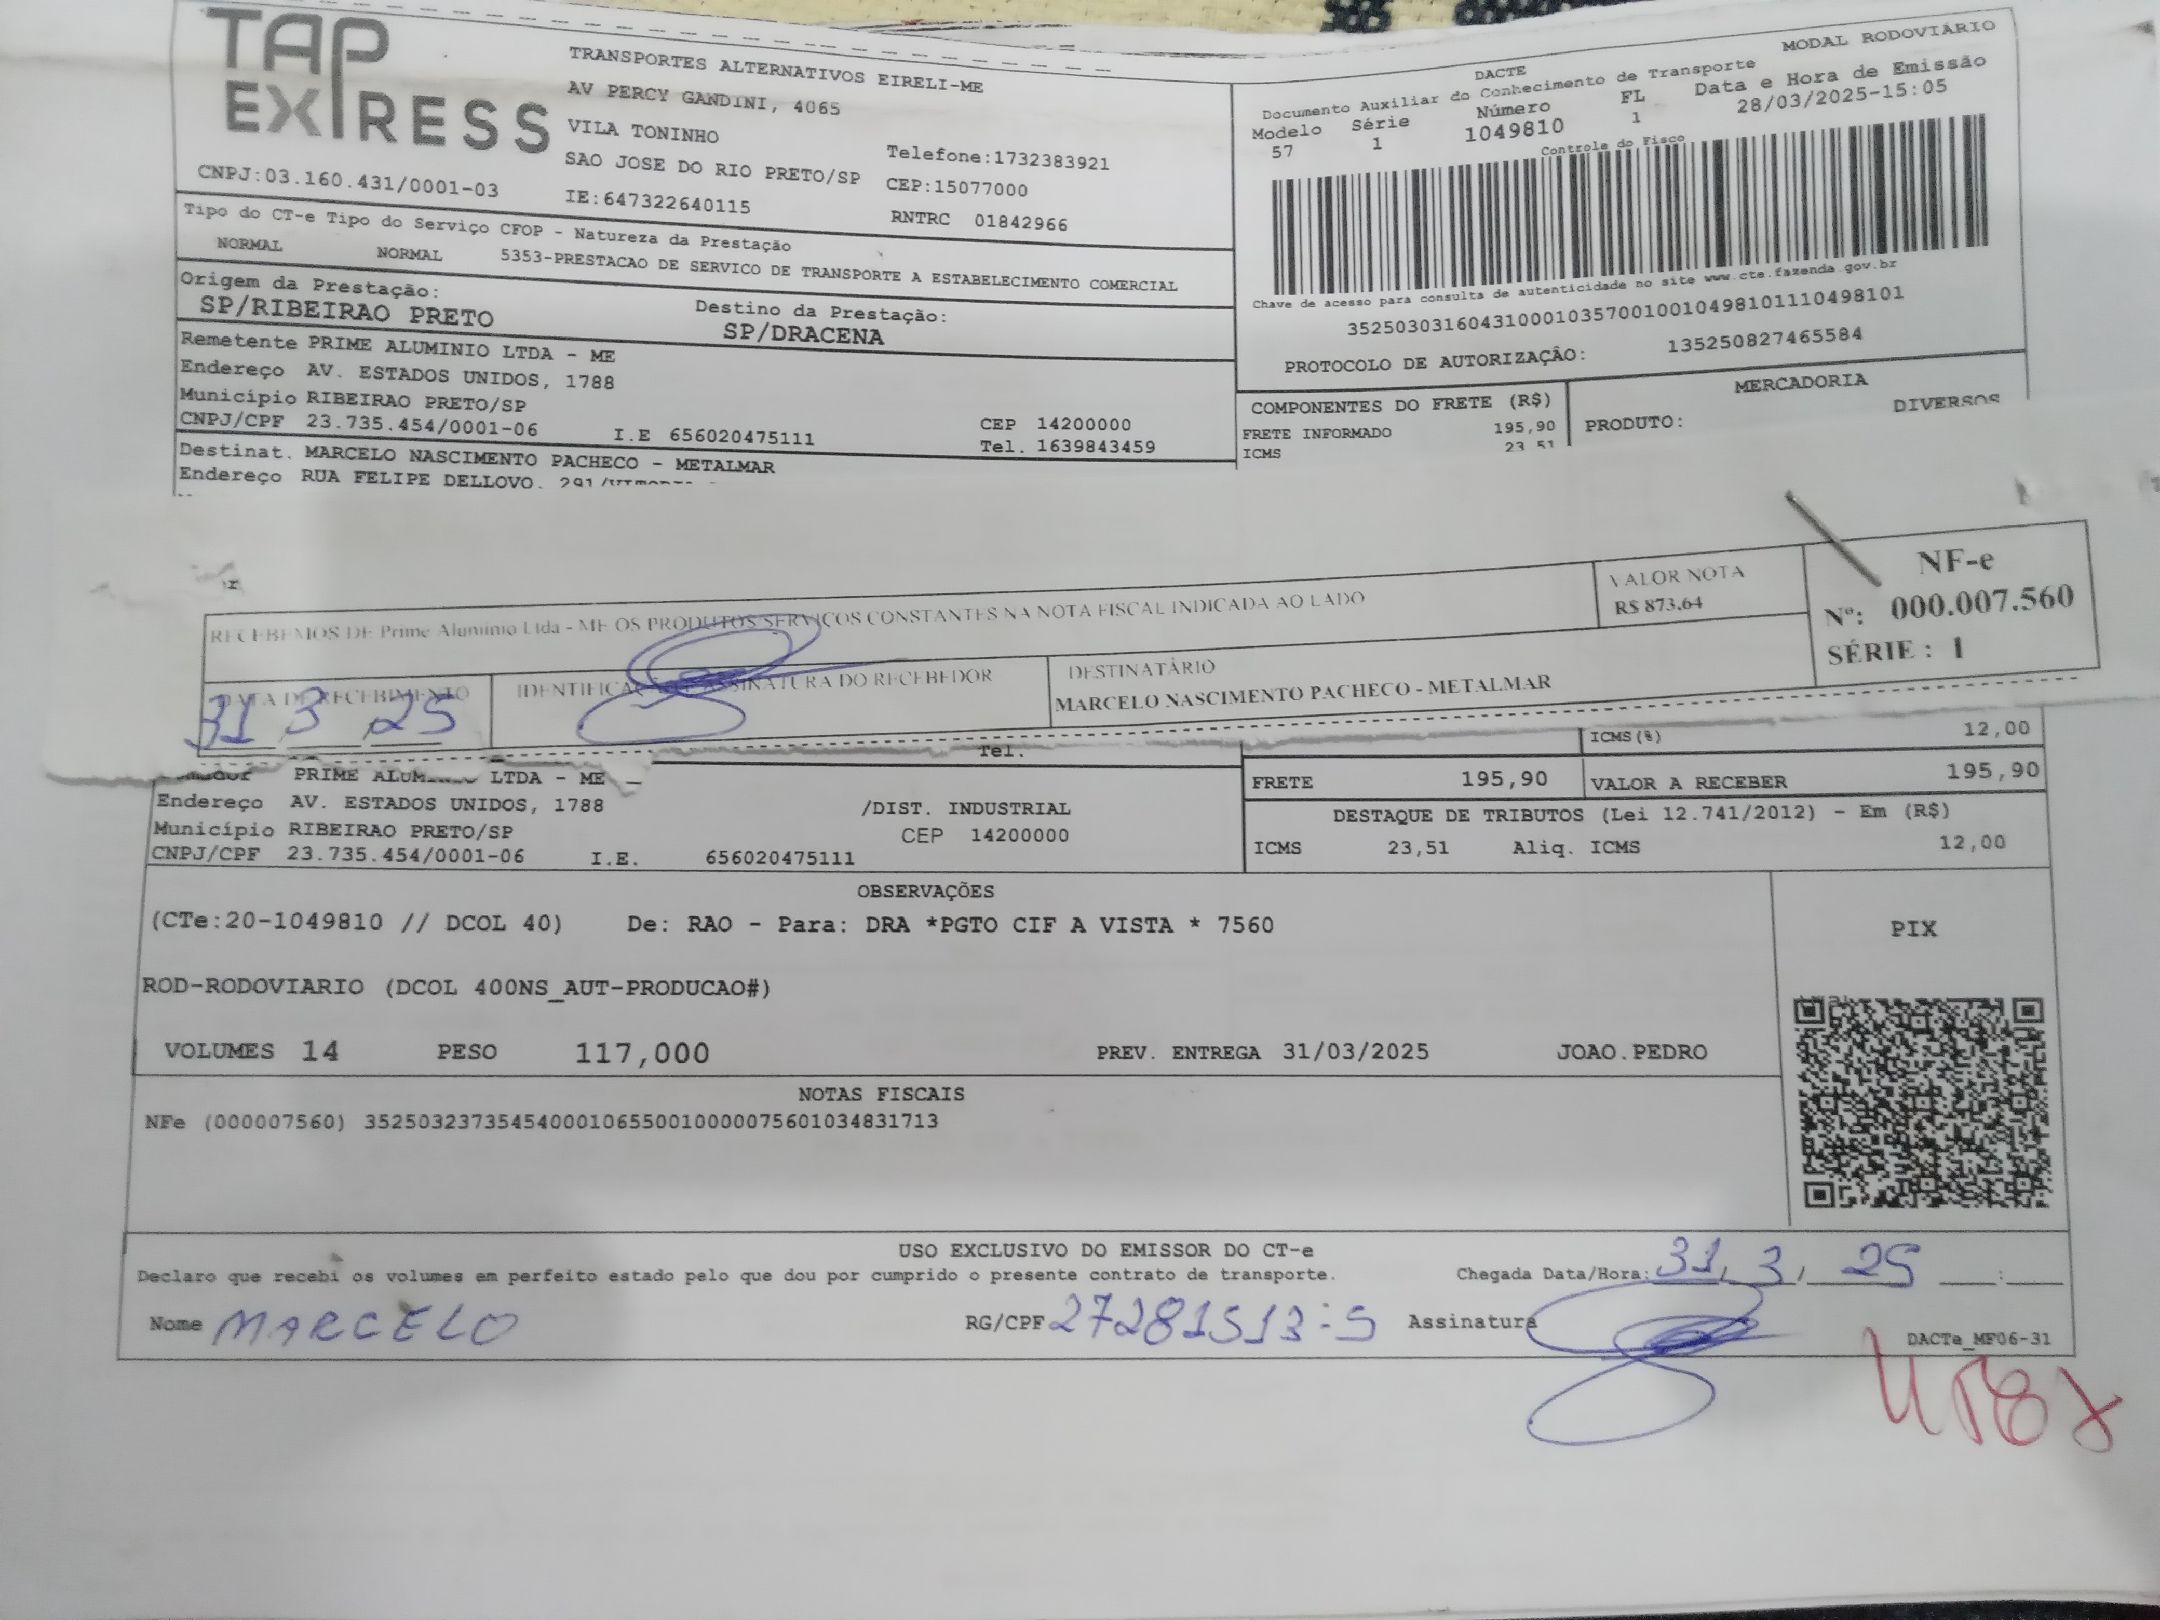 TAP EXPRESS
TRANSPORTES ALTERNATIVOS EIRELI-ME
AV PERCY GANDINI, 4065
VILA TONINHO
SAO JOSE DO RIO PRETO/SP
Telefone:1732383921
CEP:15077000
CNPJ:03.160.431/0001-03
IE:647322640115
RNTRC 01842966
MODAL RODOVIÁRIO
DACTE
Documento Auxiliar do Conhecimento de Transporte
Modelo Série Número FL Data e Hora de Emissão
57 1 1049810 1 28/03/2025-15:05
Controle do Fisco
Chave de acesso para consulta de autenticidade no site www.cte.fazenda.gov.br
35250303160431000103570010010498101110498101
PROTOCOLO DE AUTORIZAÇÃO: 135250827465584
Tipo do CT-e Tipo do Serviço CFOP - Natureza da Prestação
NORMAL NORMAL 5353-PRESTACAO DE SERVICO DE TRANSPORTE A ESTABELECIMENTO COMERCIAL
Origem da Prestação: Destino da Prestação:
SP/RIBEIRAO PRETO SP/DRACENA
Remetente PRIME ALUMINIO LTDA - ME
Endereço AV. ESTADOS UNIDOS, 1788
Município RIBEIRAO PRETO/SP CEP 14200000
CNPJ/CPF 23.735.454/0001-06 I.E 656020475111 Tel. 1639843459
Destinat. MARCELO NASCIMENTO PACHECO - METALMAR
Endereço RUA FELIPE DELLOVO, 291
COMPONENTES DO FRETE (R$)
FRETE INFORMADO 195,90
ICMS 23,51
MERCADORIA
PRODUTO: DIVERSOS
RECEBEMOS DE Prime Aluminio Ltda - ME OS PRODUTOS SERVIÇOS CONSTANTES NA NOTA FISCAL INDICADA AO LADO
VALOR NOTA
R$ 873,64
NF-e
Nº: 000.007.560
SÉRIE : 1
DATA DE RECEBIMENTO
31 3 25
IDENTIFICAÇÃO E ASSINATURA DO RECEBEDOR
DESTINATÁRIO
MARCELO NASCIMENTO PACHECO - METALMAR
Tel.
ICMS(%) 12,00
FRETE 195,90 VALOR A RECEBER 195,90
PRIME ALUMINIO LTDA - ME
Endereço AV. ESTADOS UNIDOS, 1788 /DIST. INDUSTRIAL
Município RIBEIRAO PRETO/SP CEP 14200000
CNPJ/CPF 23.735.454/0001-06 I.E. 656020475111
DESTAQUE DE TRIBUTOS (Lei 12.741/2012) - Em (R$)
ICMS 23,51 Aliq. ICMS 12,00
OBSERVAÇÕES
(CTe:20-1049810 // DCOL 40) De: RAO - Para: DRA *PGTO CIF A VISTA * 7560
ROD-RODOVIARIO (DCOL 400NS_AUT-PRODUCAO#)
VOLUMES 14 PESO 117,000 PREV. ENTREGA 31/03/2025 JOAO.PEDRO
PIX
NOTAS FISCAIS
NFe (000007560) 35250323735454000106550010000075601034831713
USO EXCLUSIVO DO EMISSOR DO CT-e
Declaro que recebi os volumes em perfeito estado pelo que dou por cumprido o presente contrato de transporte.
Chegada Data/Hora: 31/3/25 :
Nome MARCELO RG/CPF 27281513-5 Assinatura
DACTe_MF06-31